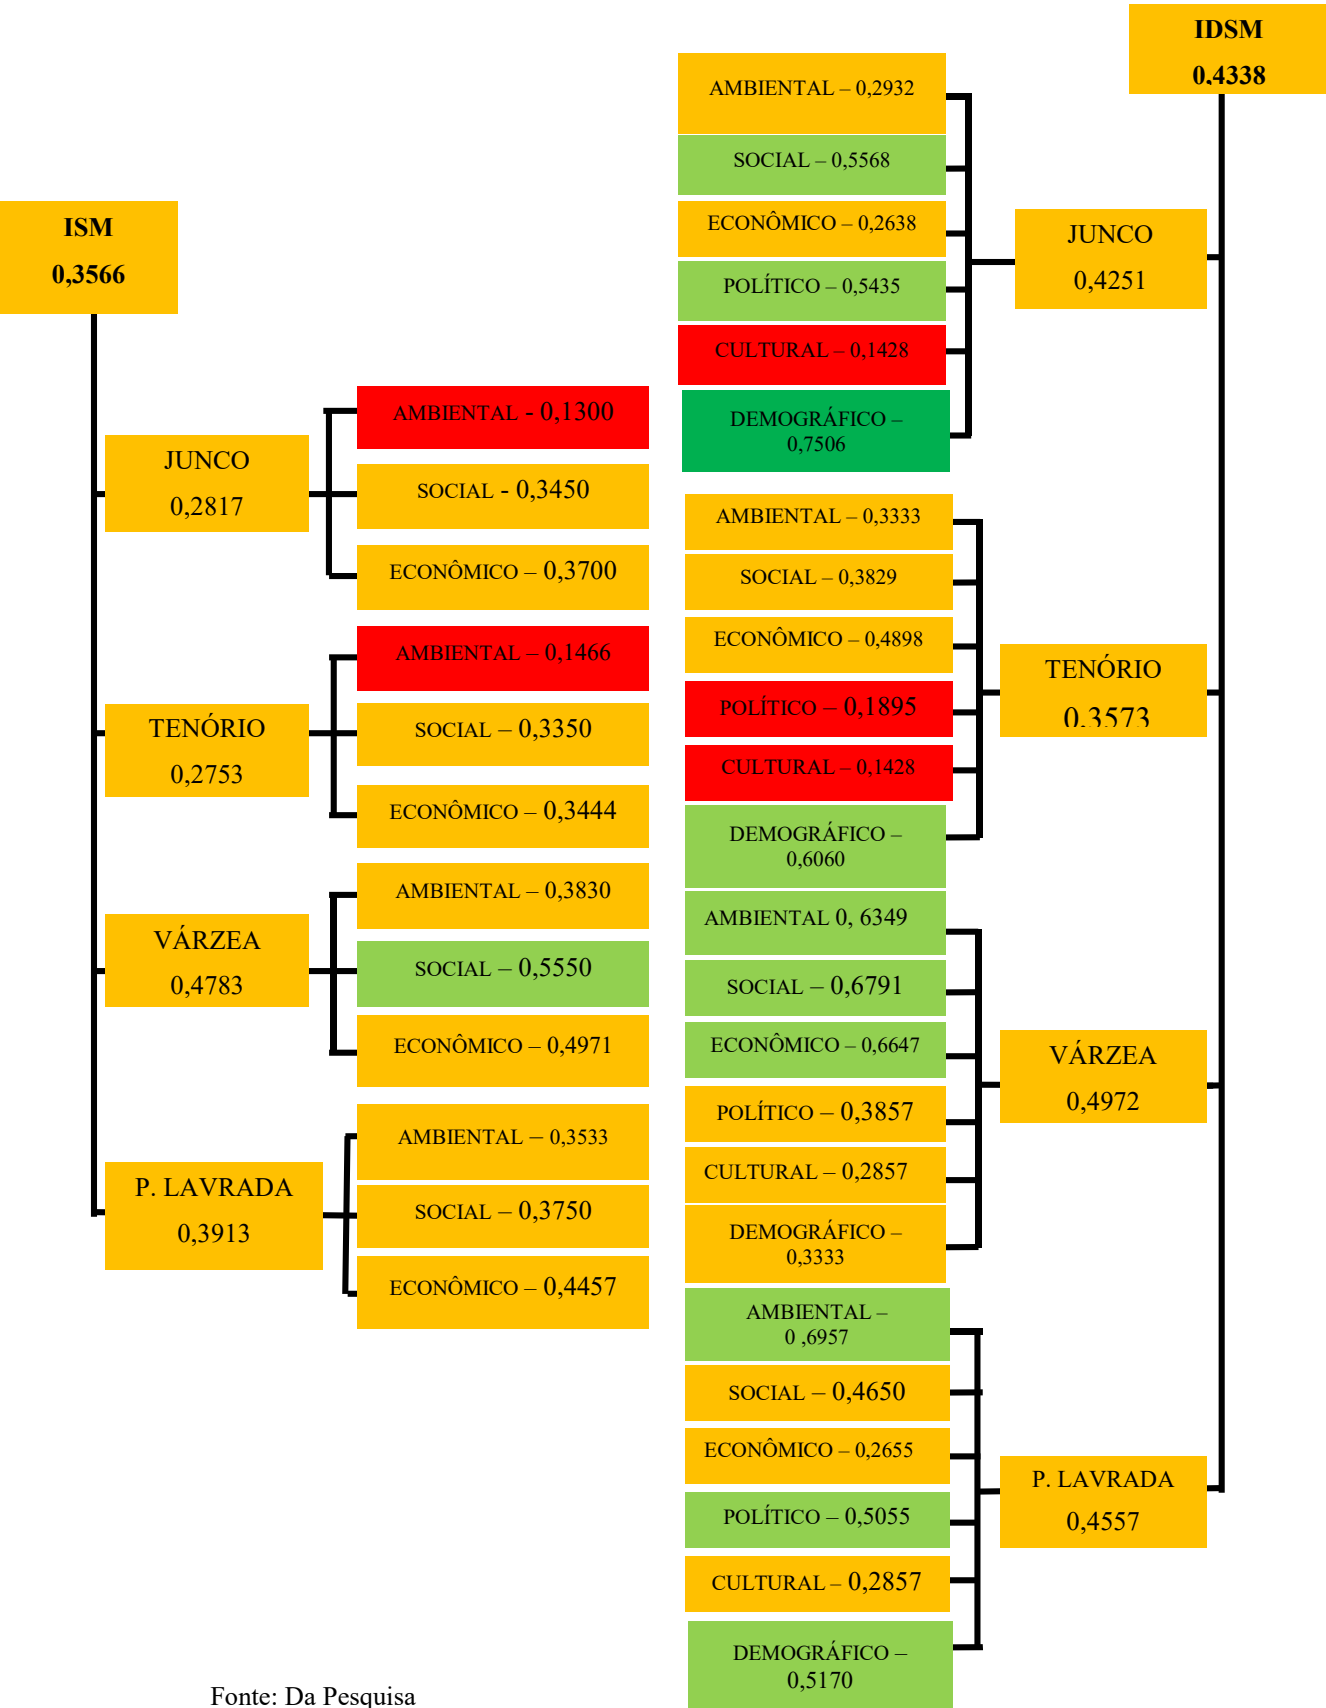 ISM
0,3566
JUNCO
0,2817
AMBIENTAL - 0,1300
SOCIAL - 0,3450
ECONÔMICO – 0,3700
TENÓRIO
0,2753
AMBIENTAL – 0,1466
SOCIAL – 0,3350
ECONÔMICO – 0,3444
VÁRZEA
0,4783
AMBIENTAL – 0,3830
SOCIAL – 0,5550
ECONÔMICO – 0,4971
P. LAVRADA
0,3913
AMBIENTAL – 0,3533
SOCIAL – 0,3750
ECONÔMICO – 0,4457
IDSM
0,4338
AMBIENTAL – 0,2932
SOCIAL – 0,5568
ECONÔMICO – 0,2638
POLÍTICO – 0,5435
CULTURAL – 0,1428
DEMOGRÁFICO –
0,7506
JUNCO
0,4251
AMBIENTAL – 0,3333
SOCIAL – 0,3829
ECONÔMICO – 0,4898
POLÍTICO – 0,1895
CULTURAL – 0,1428
DEMOGRÁFICO –
0,6060
TENÓRIO
0,3573
AMBIENTAL 0, 6349
SOCIAL – 0,6791
ECONÔMICO – 0,6647
POLÍTICO – 0,3857
CULTURAL – 0,2857
DEMOGRÁFICO –
0,3333
VÁRZEA
0,4972
AMBIENTAL –
0 ,6957
SOCIAL – 0,4650
ECONÔMICO – 0,2655
POLÍTICO – 0,5055
CULTURAL – 0,2857
DEMOGRÁFICO –
0,5170
P. LAVRADA
0,4557
Fonte: Da Pesquisa